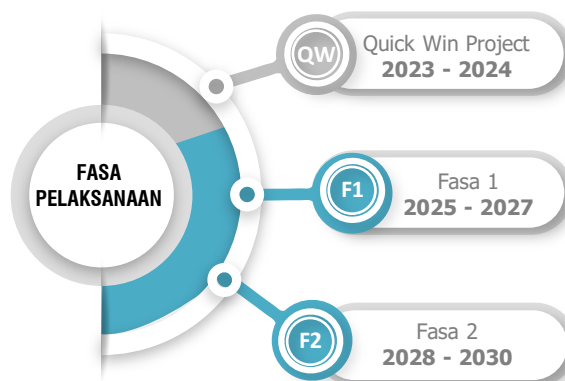 FASA
PELAKSANAAN
QW
Quick Win Project
2023 - 2024
F1
Fasa 1
2025 - 2027
F2
Fasa 2
2028 - 2030